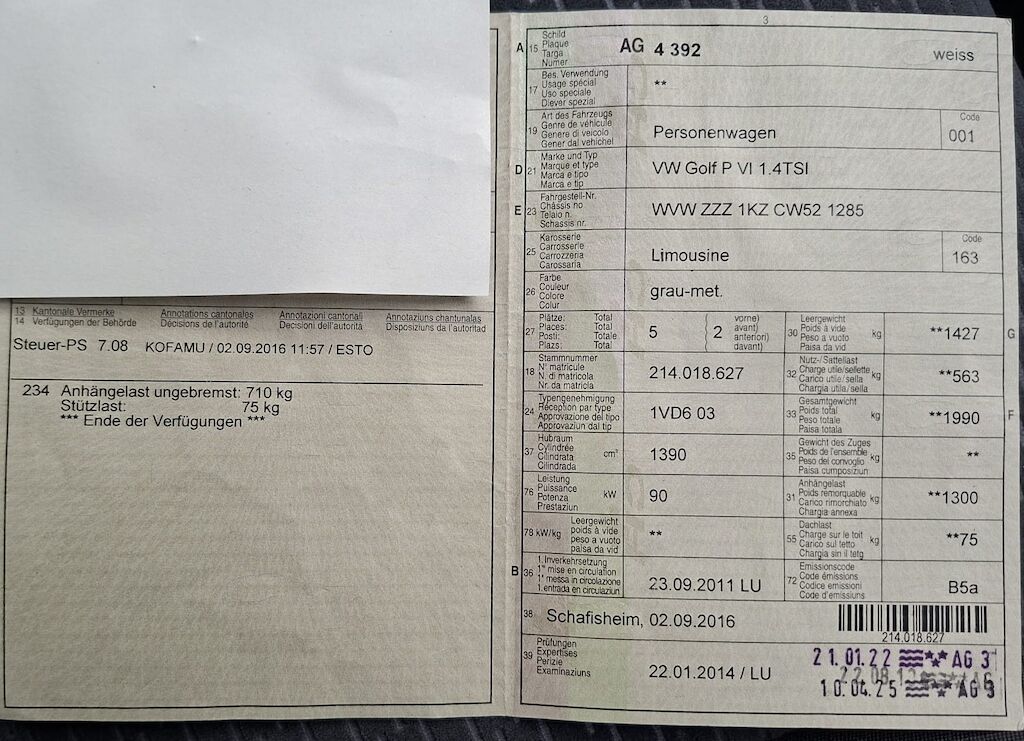 13 Kantonale Vermerke Annotations cantonales Annotazioni cantonali Annotaziuns chantunalas
14 Verfügungen der Behörde Décisions de l'autorité Decisioni dell'autorità Disposiziuns da l'autoritad
Steuer-PS 7.08 KOFAMU / 02.09.2016 11:57 / ESTO
234 Anhängelast ungebremst: 710 kg
Stützlast: 75 kg
*** Ende der Verfügungen ***
3
A 15 Schild
Plaque
Targa
Numer
AG 4 392 weiss
17 Bes. Verwendung
Usage spécial
Uso speciale
Diever spezial
**
19 Art des Fahrzeugs
Genre de véhicule
Genere di veicolo
Gener dal vehichel
Personenwagen
Code
001
D 21 Marke und Typ
Marque et type
Marca e tipo
Marca e tip
VW Golf P VI 1.4TSI
E 23 Fahrgestell-Nr.
Châssis no
Telaio n.
Schassis nr.
WVW ZZZ 1KZ CW52 1285
25 Karosserie
Carrosserie
Carrozzeria
Carossaria
Limousine
Code
163
26 Farbe
Couleur
Colore
Colur
grau-met.
27 Plätze: Total
Places: Total
Posti: Totale
Plazs: Total
5 { 2 vorne)
avant)
anteriori)
davant)
30 Leergewicht
Poids à vide
Peso a vuoto
Paisa da vid
kg
**1427 G
18 Stammnummer
N° matricule
N. di matricola
Nr. da matricla
214.018.627
32 Nutz-/Sattellast
Charge utile/sellette
Carico utile/sella
Chargia utila/sella
kg
**563
24 Typengenehmigung
Réception par type
Approvazione del tipo
Approvaziun dal tip
1VD6 03
33 Gesamtgewicht
Poids total
Peso totale
Paisa totala
kg
**1990 F
37 Hubraum
Cylindrée
Cilindrata
Cilindrada
cm³
1390
35 Gewicht des Zuges
Poids de l'ensemble
Peso del convoglio
Paisa cumposiziun
kg
**
76 Leistung
Puissance
Potenza
Prestaziun
kW
90
31 Anhängelast
Poids remorquable
Carico rimorchiato
Chargia annexa
kg
**1300
78 kW/kg Leergewicht
poids à vide
peso a vuoto
paisa da vid
**
55 Dachlast
Charge sur le toit
Carico sul tetto
Chargia sin il tetg
kg
**75
B 36 1. Inverkehrsetzung
1re mise en circulation
1a messa in circolazione
1. entrada en circulaziun
23.09.2011 LU
72 Emissionscode
Code émissions
Codice emissioni
Code d'emissiuns
B5a
38 Schafisheim, 02.09.2016
214.018.627
39 Prüfungen
Expertises
Perizie
Examinaziuns
22.01.2014 / LU
21.01.22 AG 3
10.04.25 AG 3